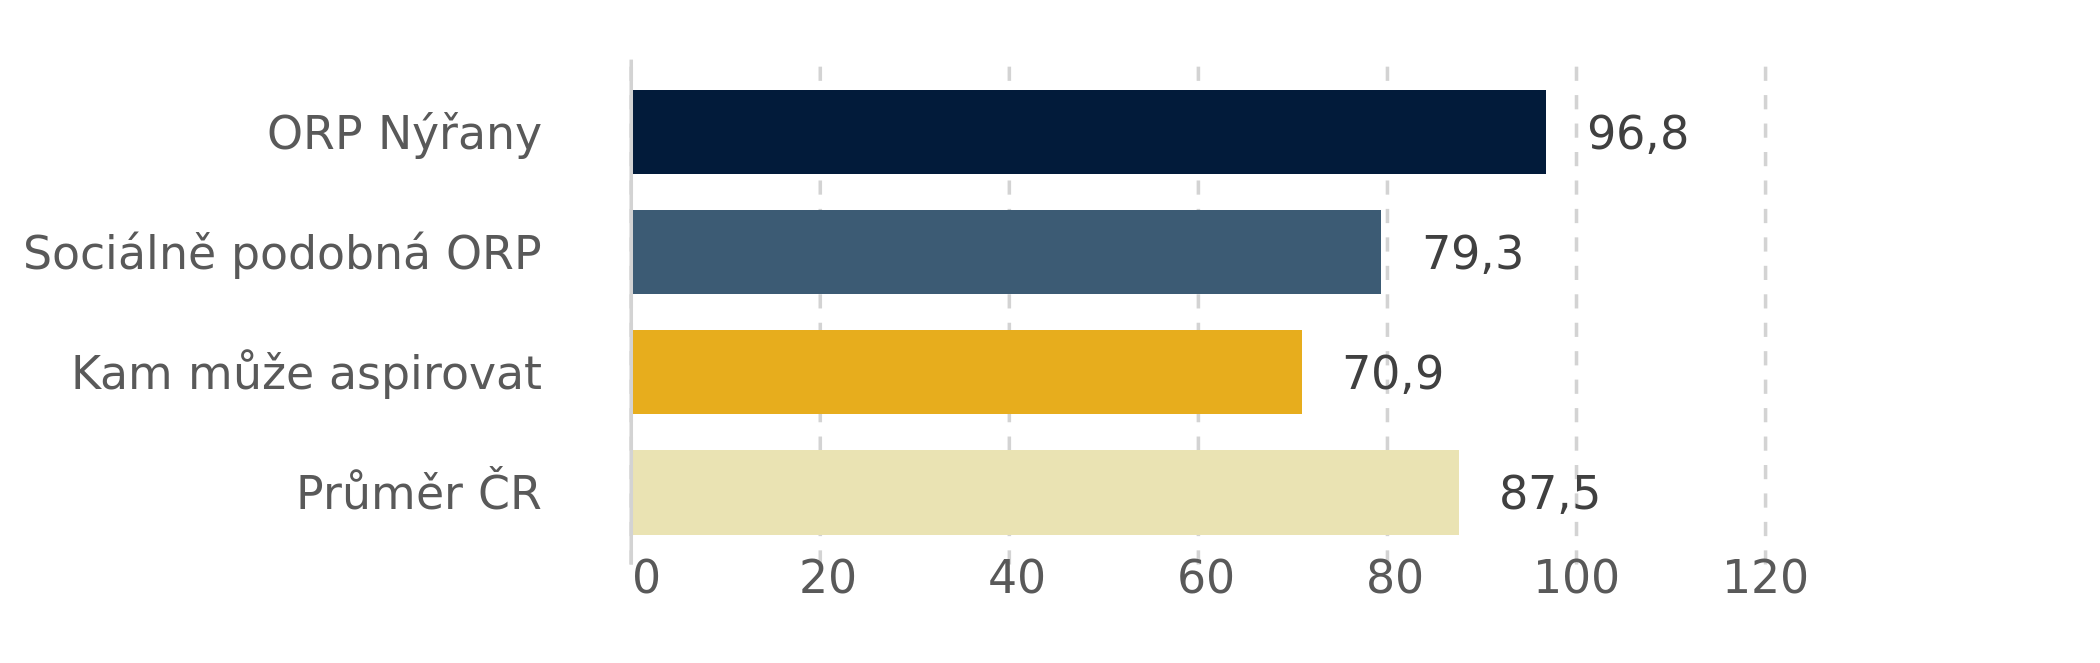 ORP Nýřany 96,8
Sociálně podobná ORP 79,3
Kam může aspirovat 70,9
Průměr ČR 87,5
0 20 40 60 80 100 120